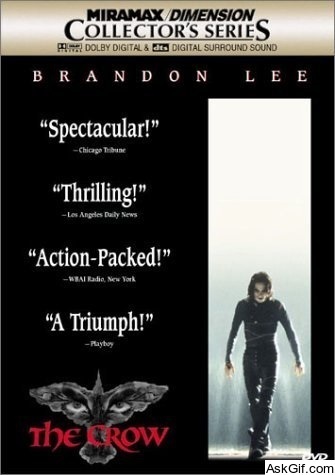 MIRAMAX/DIMENSION
COLLECTOR'S SERIES
DOLBY DIGITAL & dts DIGITAL SURROUND SOUND
BRANDON LEE
“Spectacular!”
—Chicago Tribune
“Thrilling!”
—Los Angeles Daily News
“Action-Packed!”
—WBAI Radio, New York
“A Triumph!”
—Playboy
THE CROW
DVD
AskGif.com